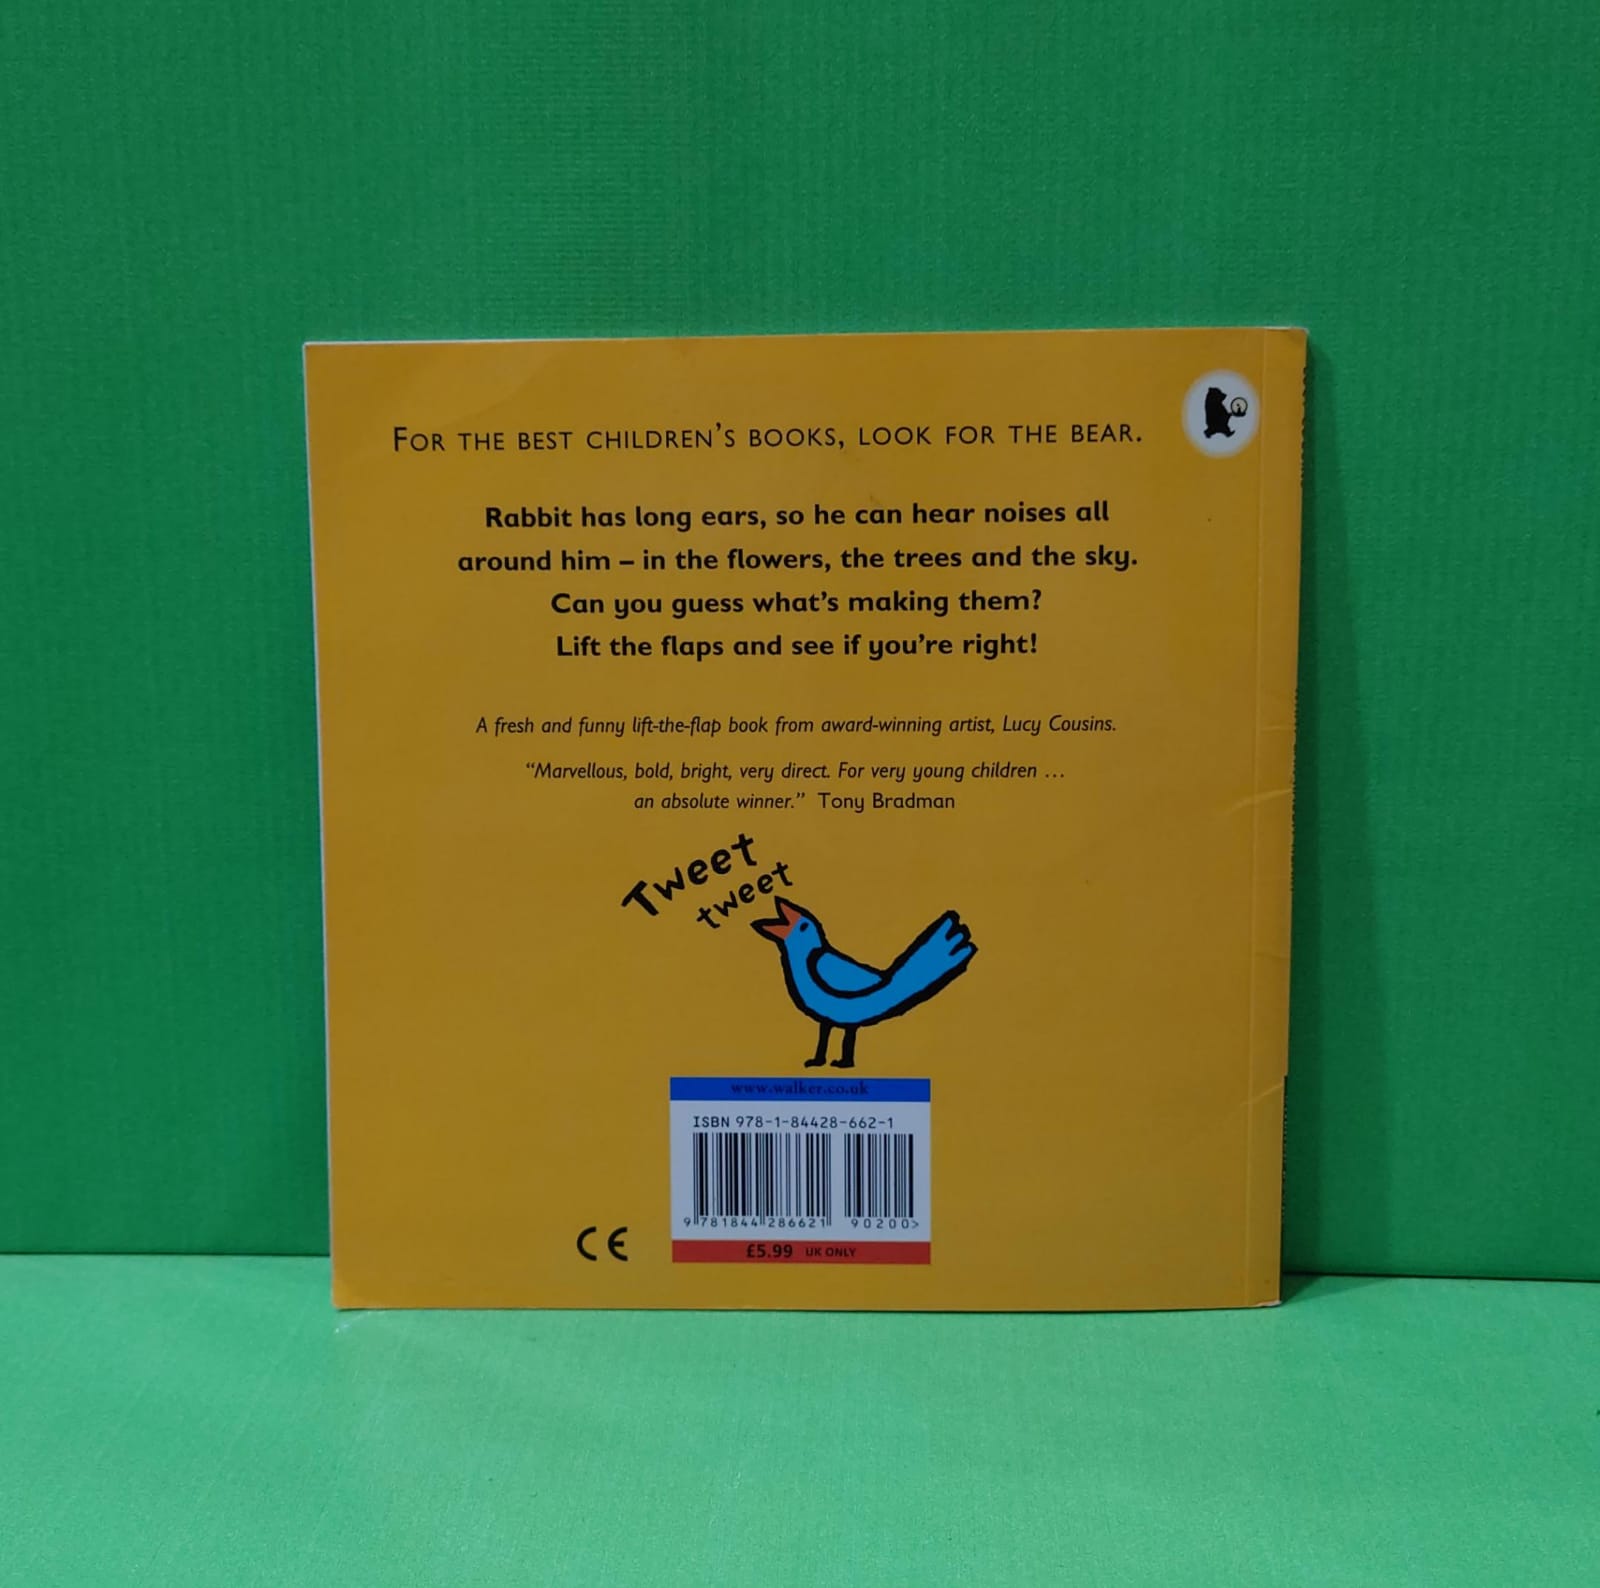 FOR THE BEST CHILDREN'S BOOKS, LOOK FOR THE BEAR.
Rabbit has long ears, so he can hear noises all
around him – in the flowers, the trees and the sky.
Can you guess what's making them?
Lift the flaps and see if you're right!
A fresh and funny lift-the-flap book from award-winning artist, Lucy Cousins.
“Marvellous, bold, bright, very direct. For very young children …
an absolute winner.” Tony Bradman
Tweet
tweet
www.walker.co.uk
ISBN 978-1-84428-662-1
9 781844 286621 90200>
CE
£5.99 UK ONLY